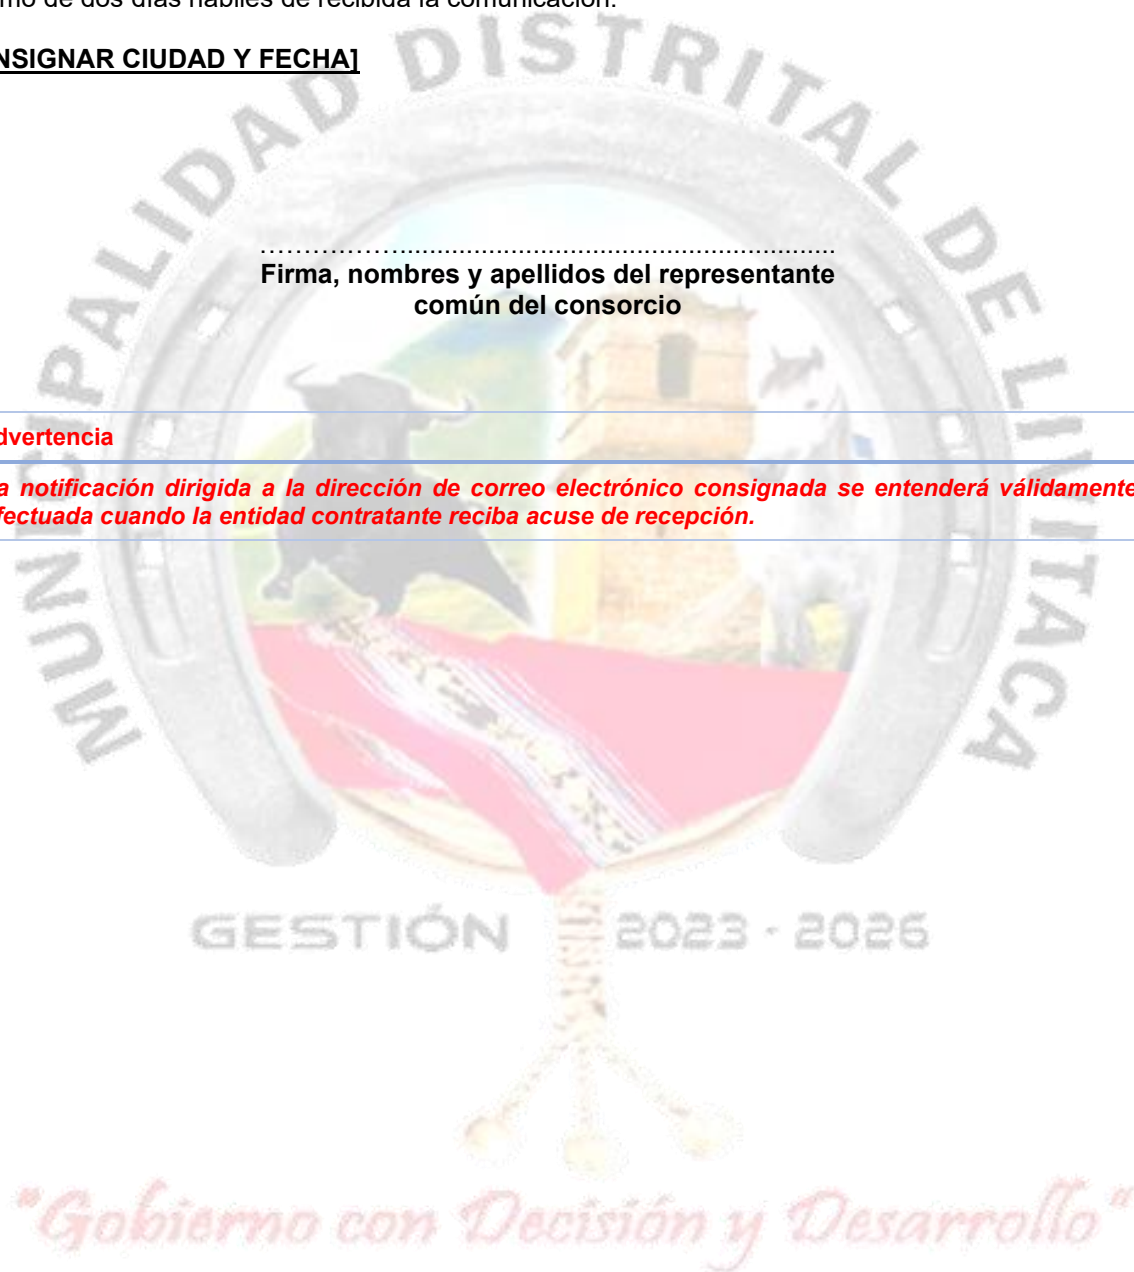 mo de dos días hábiles de recibida la comunicación.
NSIGNAR CIUDAD Y FECHA]
MUNICIPALIDAD DISTRITAL DE LIVITACA
………………............................................................
Firma, nombres y apellidos del representante
común del consorcio
dvertencia
a notificación dirigida a la dirección de correo electrónico consignada se entenderá válidamente
fectuada cuando la entidad contratante reciba acuse de recepción.
GESTIÓN 2023 - 2026
"Gobierno con Decisión y Desarrollo"